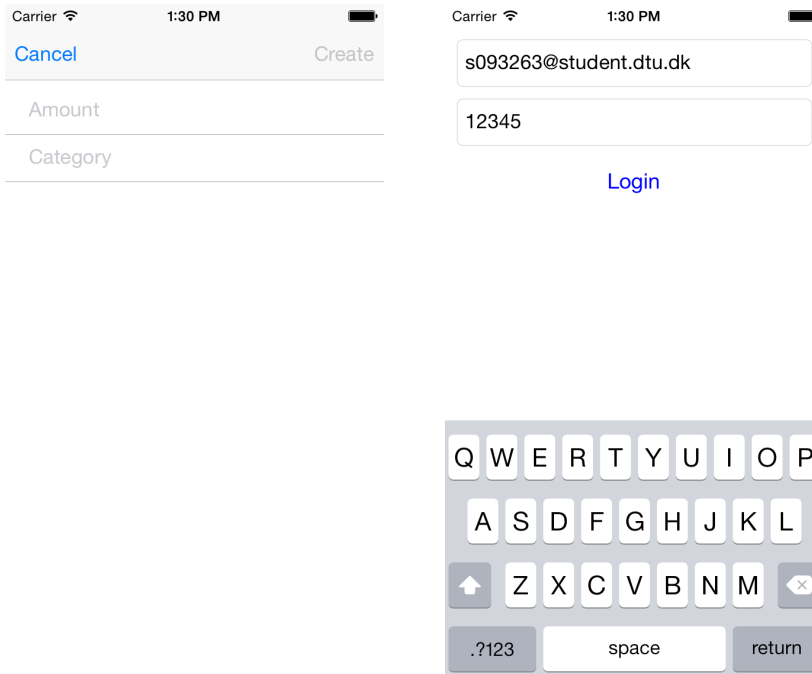 Carrier 1:30 PM
Cancel Create
Amount
Category
Carrier 1:30 PM
s093263@student.dtu.dk
12345
Login
Q W E R T Y U I O P
A S D F G H J K L
Z X C V B N M
.?123 space return